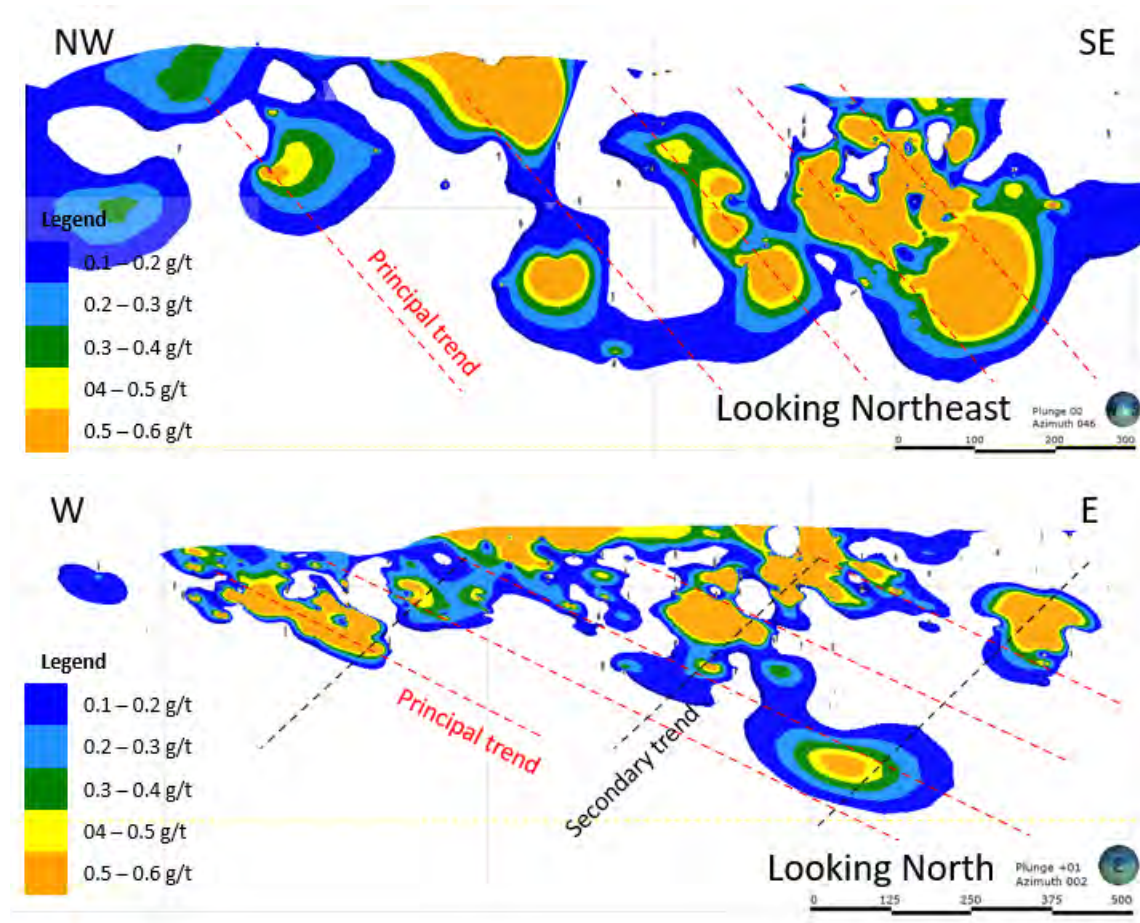 NW
SE
Legend
0.1 – 0.2 g/t
0.2 – 0.3 g/t
0.3 – 0.4 g/t
04 – 0.5 g/t
0.5 – 0.6 g/t
Principal trend
Looking Northeast
Plunge 00
Azimuth 046
0 100 200 300
W
E
Legend
0.1 – 0.2 g/t
0.2 – 0.3 g/t
0.3 – 0.4 g/t
04 – 0.5 g/t
0.5 – 0.6 g/t
Principal trend
Secondary trend
Looking North
Plunge +01
Azimuth 002
0 125 250 375 500